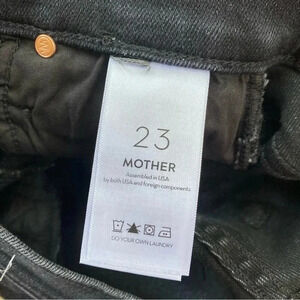 23
MOTHER
Assembled in USA
by both USA and foreign components
DO YOUR OWN LAUNDRY